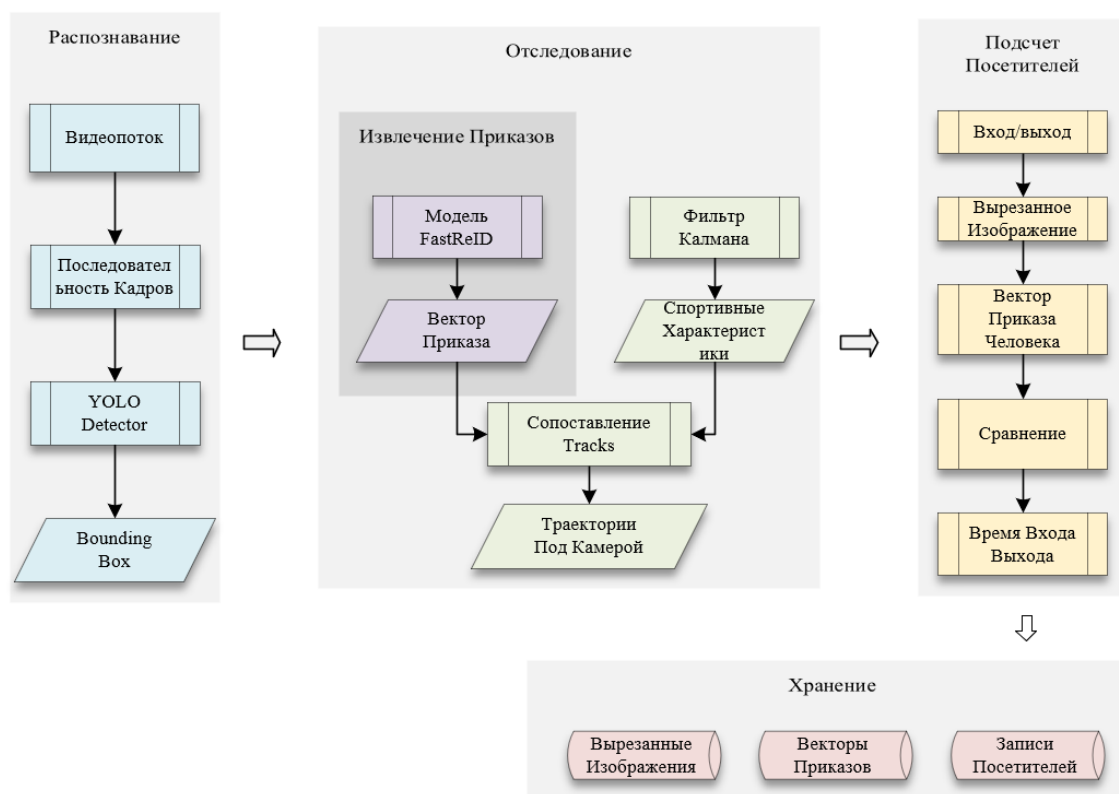 Распознавание
Видеопоток
Последовател
ьность Кадров
YOLO
Detector
Bounding
Box
Отследование
Извлечение Приказов
Модель
FastReID
Вектор
Приказа
Фильтр
Калмана
Спортивные
Характерист
ики
Сопоставление
Tracks
Траектории
Под Камерой
Подсчет
Посетителей
Вход/выход
Вырезанное
Изображение
Вектор
Приказа
Человека
Сравнение
Время Входа
Выхода
Хранение
Вырезанные
Изображения
Векторы
Приказов
Записи
Посетителей